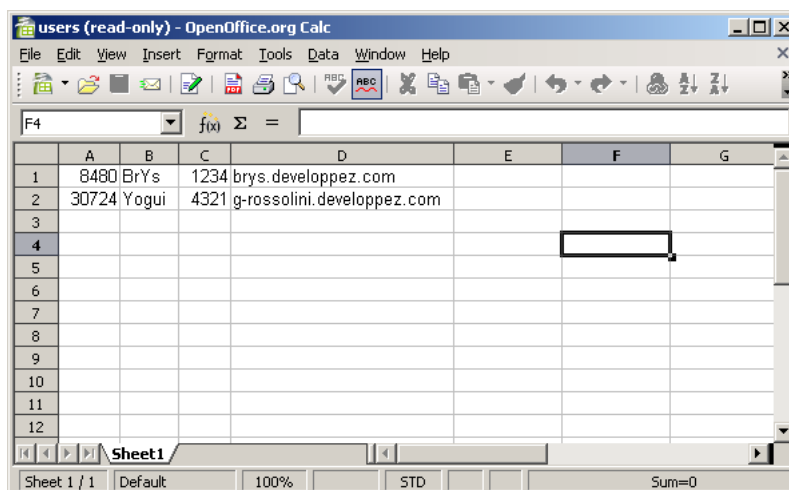 users (read-only) - OpenOffice.org Calc
File Edit View Insert Format Tools Data Window Help
F4 f(x) Σ =
A B C D E F G
1 8480 BrYs 1234 brys.developpez.com
2 30724 Yogui 4321 g-rossolini.developpez.com
3
4
5
6
7
8
9
10
11
12
Sheet1
Sheet 1 / 1 Default 100% STD Sum=0